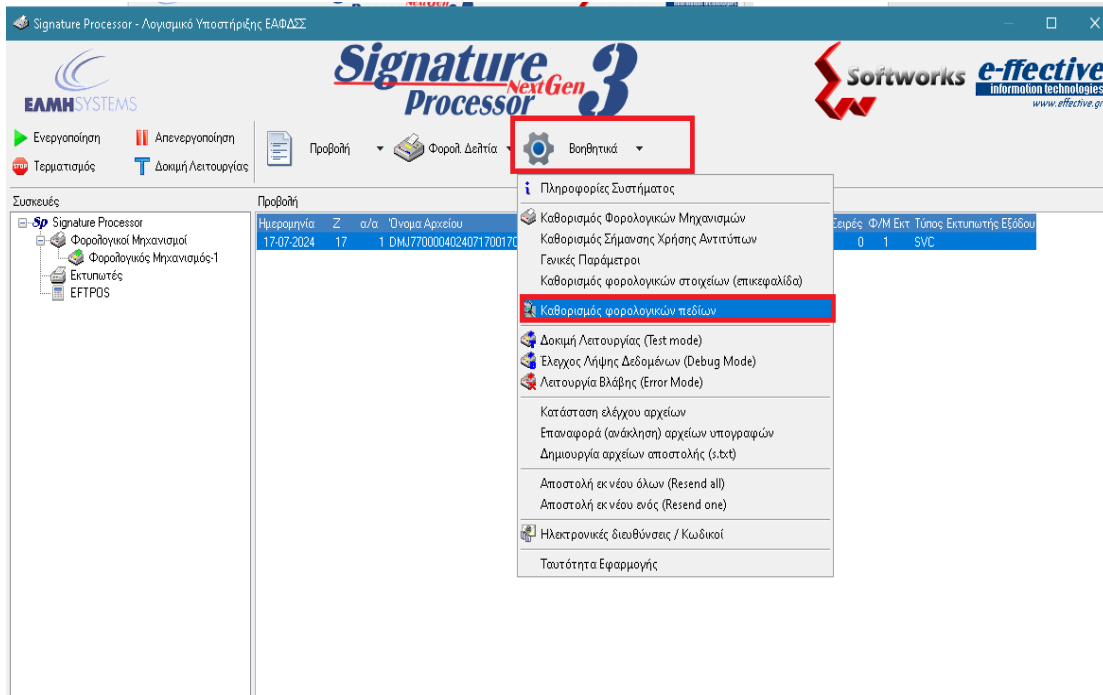 Signature Processor - Λογισμικό Υποστήριξης ΕΑΦΔΣΣ
ΕΛΜΗSYSTEMS
Signature
NextGen
Processor
3
Softworks
e-ffective
information technologies
www.effective.gr
Ενεργοποίηση
Απενεργοποίηση
Τερματισμός
Δοκιμή Λειτουργίας
Προβολή
Φορολ. Δελτία
Βοηθητικά
Συσκευές
Sp Signature Processor
Φορολογικοί Μηχανισμοί
Φορολογικός Μηχανισμός-1
Εκτυπωτές
EFTPOS
Προβολή
Ημερομηνία Z α/α Όνομα Αρχείου Σειρές Φ/Μ Εκτ Τύπος Εκτυπωτής Εξόδου
17-07-2024 17 1 DMJ770004024071700170 0 1 SVC
Πληροφορίες Συστήματος
Καθορισμός Φορολογικών Μηχανισμών
Καθορισμός Σήμανσης Χρήσης Αντιτύπων
Γενικές Παράμετροι
Καθορισμός φορολογικών στοιχείων (επικεφαλίδα)
Καθορισμός φορολογικών πεδίων
Δοκιμή Λειτουργίας (Test mode)
Έλεγχος Λήψης Δεδομένων (Debug Mode)
Λειτουργία Βλάβης (Error Mode)
Κατάσταση ελέγχου αρχείων
Επαναφορά (ανάκληση) αρχείων υπογραφών
Δημιουργία αρχείων αποστολής (s.txt)
Αποστολή εκ νέου όλων (Resend all)
Αποστολή εκ νέου ενός (Resend one)
Ηλεκτρονικές διευθύνσεις / Κωδικοί
Ταυτότητα Εφαρμογής